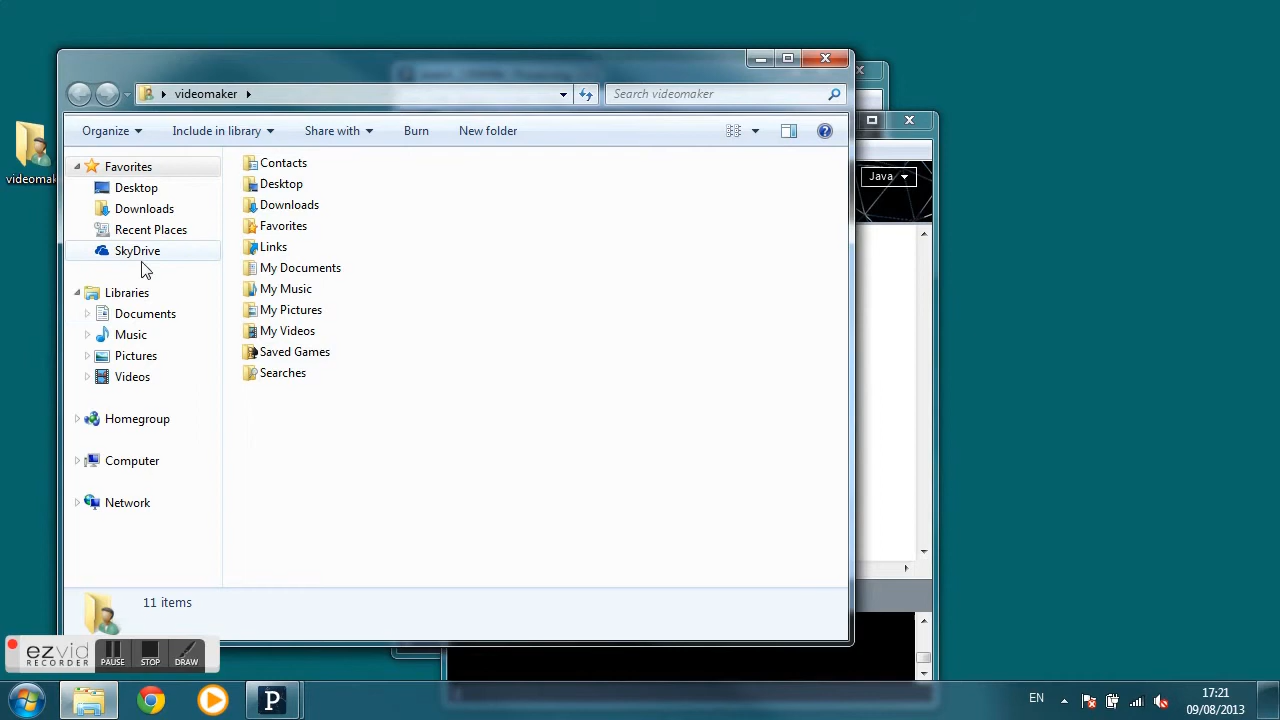 videomaker
Search videomaker
Organize
Include in library
Share with
Burn
New folder
videomak
Favorites
Desktop
Downloads
Recent Places
SkyDrive
Libraries
Documents
Music
Pictures
Videos
Homegroup
Computer
Network
Contacts
Desktop
Downloads
Favorites
Links
My Documents
My Music
My Pictures
My Videos
Saved Games
Searches
Java
11 items
ezvid
RECORDER
PAUSE
STOP
DRAW
P
EN
17:21
09/08/2013